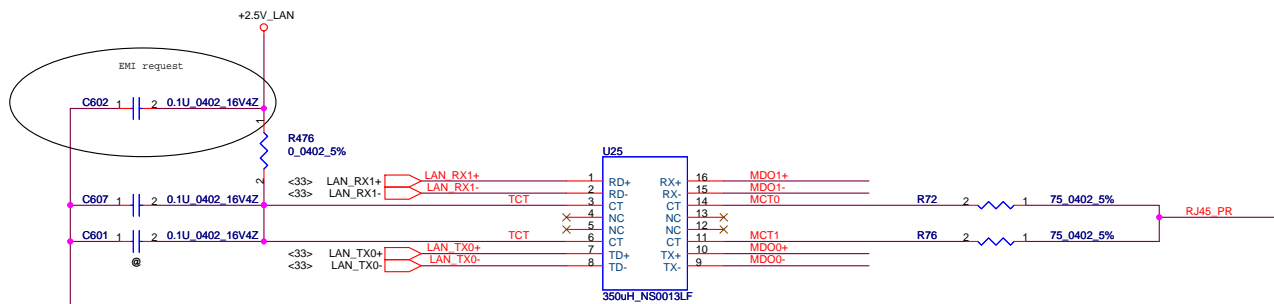 +2.5V_LAN
EMI request
C602 1 2 0.1U_0402_16V4Z
1
R476
0_0402_5%
2
U25
<33> LAN_RX1+ LAN_RX1+ 1 RD+ RX+ 16 MDO1+
<33> LAN_RX1- LAN_RX1- 2 RD- RX- 15 MDO1-
C607 1 2 0.1U_0402_16V4Z TCT 3 CT CT 14 MCT0 R72 2 1 75_0402_5%
4 NC NC 13
RJ45_PR
5 NC NC 12
C601 1 2 0.1U_0402_16V4Z TCT 6 CT CT 11 MCT1 R76 2 1 75_0402_5%
@
<33> LAN_TX0+ LAN_TX0+ 7 TD+ TX+ 10 MDO0+
<33> LAN_TX0- LAN_TX0- 8 TD- TX- 9 MDO0-
350uH_NS0013LF